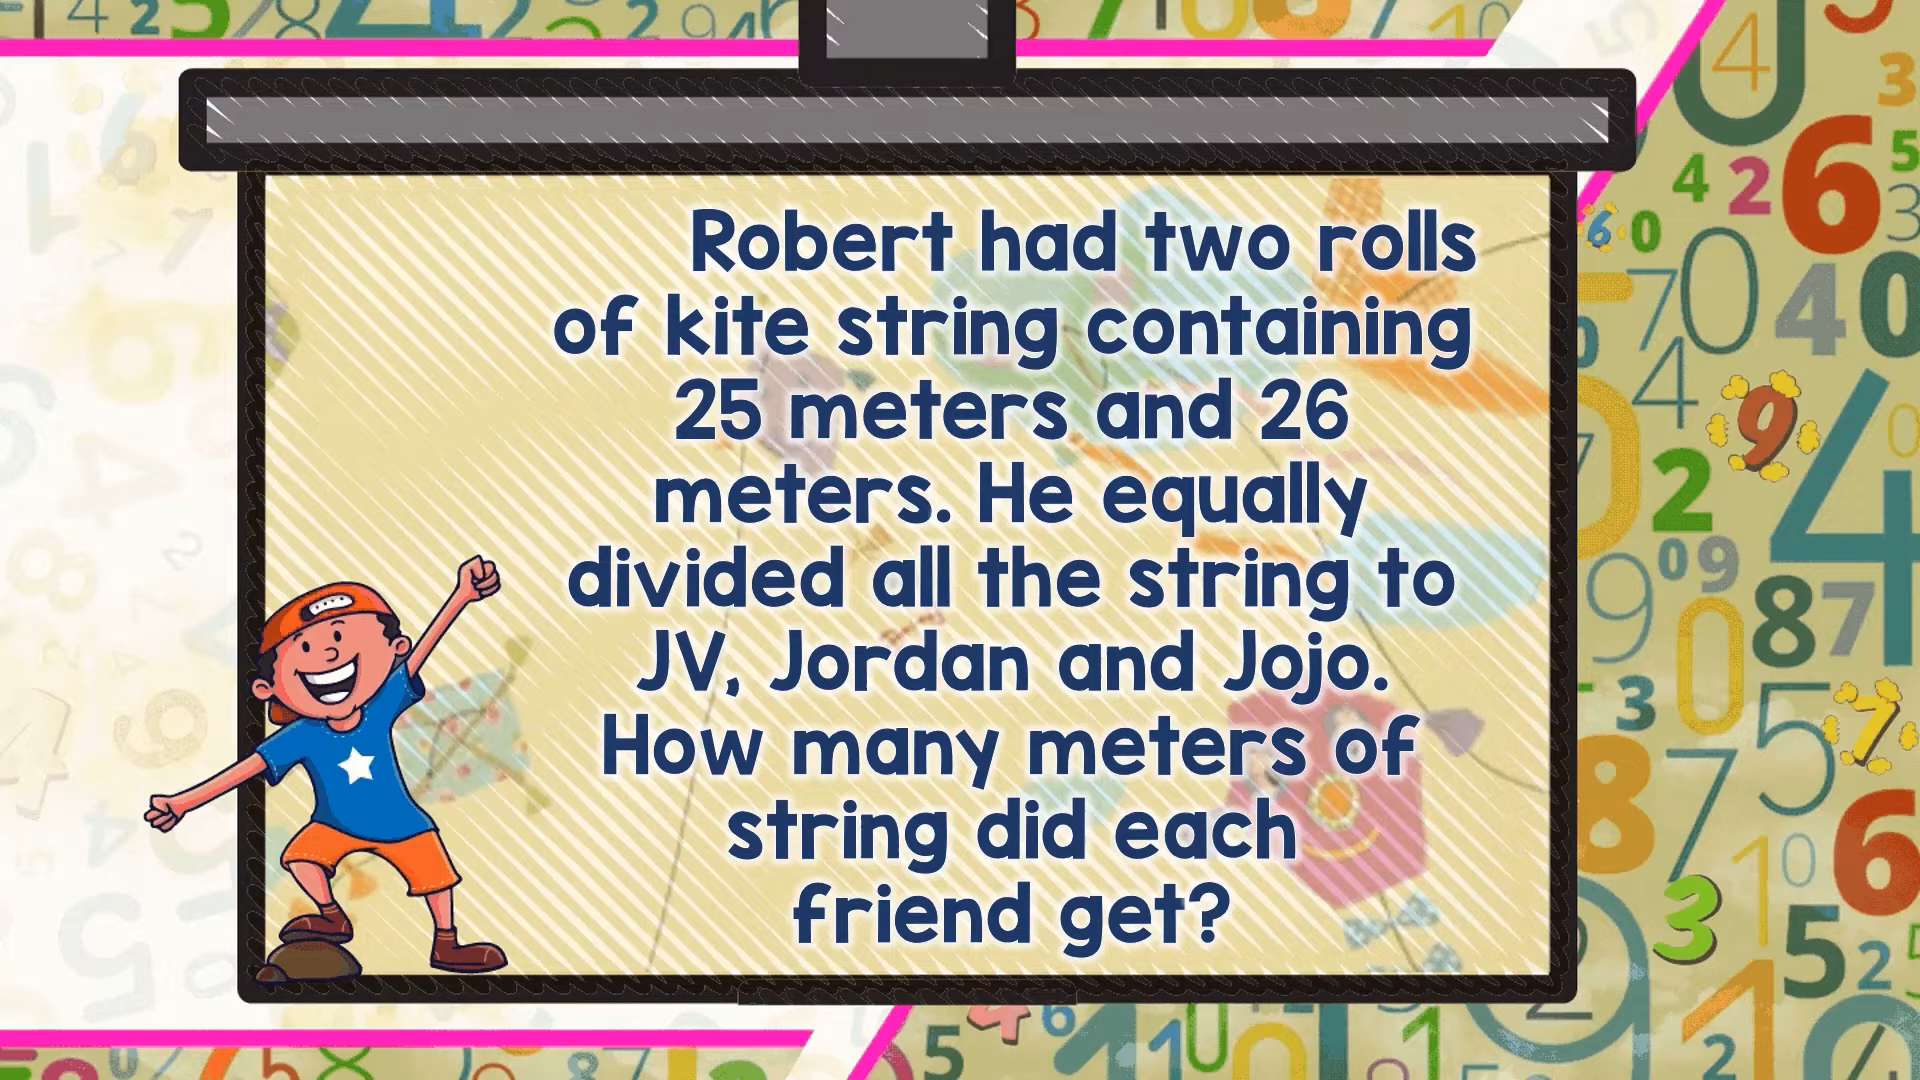 Robert had two rolls
of kite string containing
25 meters and 26
meters. He equally
divided all the string to
JV, Jordan and Jojo.
How many meters of
string did each
friend get?